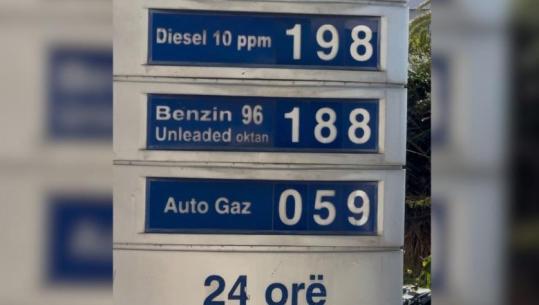 Diesel 10 ppm 198
Benzin 96 188
Unleaded oktan
Auto Gaz 059
24 orë